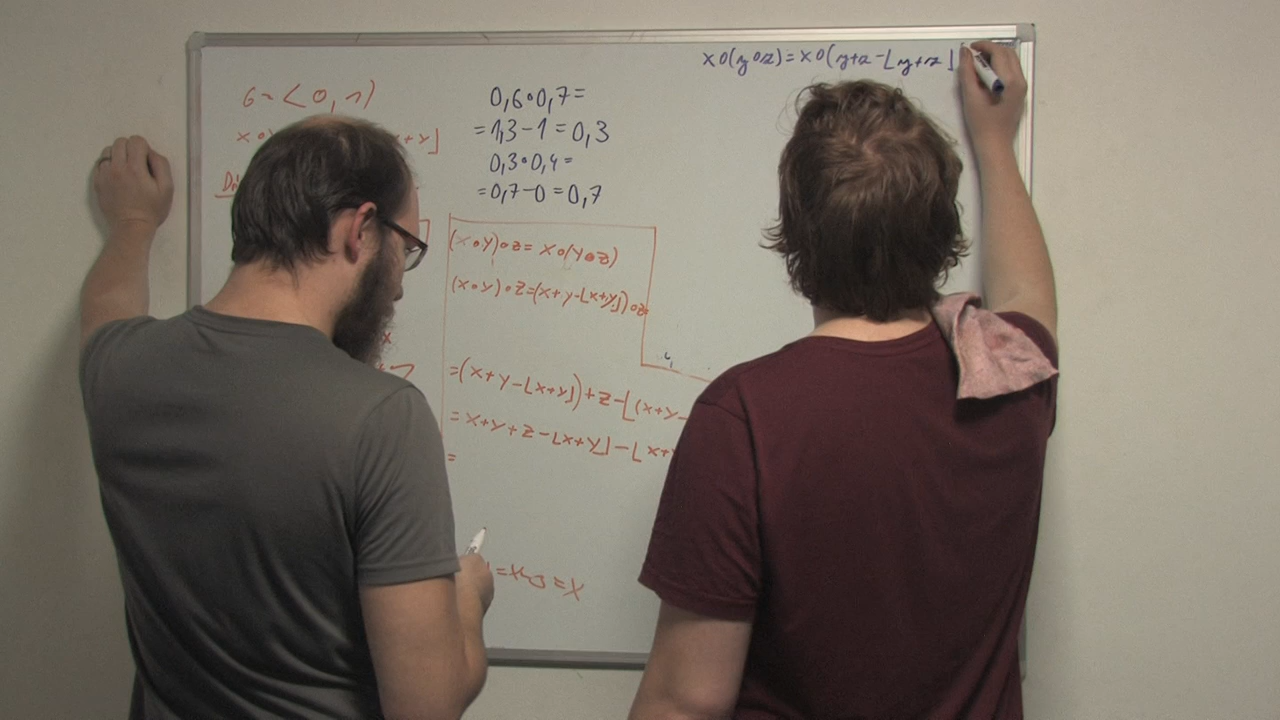 G = <0,1)
x∘y
+ y⌋
0,6∘0,7=
=1,3-1=0,3
0,3∘0,4=
=0,7-0=0,7
(x∘y)∘z = x∘(y∘z)
(x∘y)∘z=(x+y-⌊x+y⌋)∘z
=(x+y-⌊x+y⌋)+z-⌊(x+y-
=x+y+z-⌊x+y⌋-⌊x+y
=
x∘(y∘z)=x∘(y+z-⌊y+z⌋